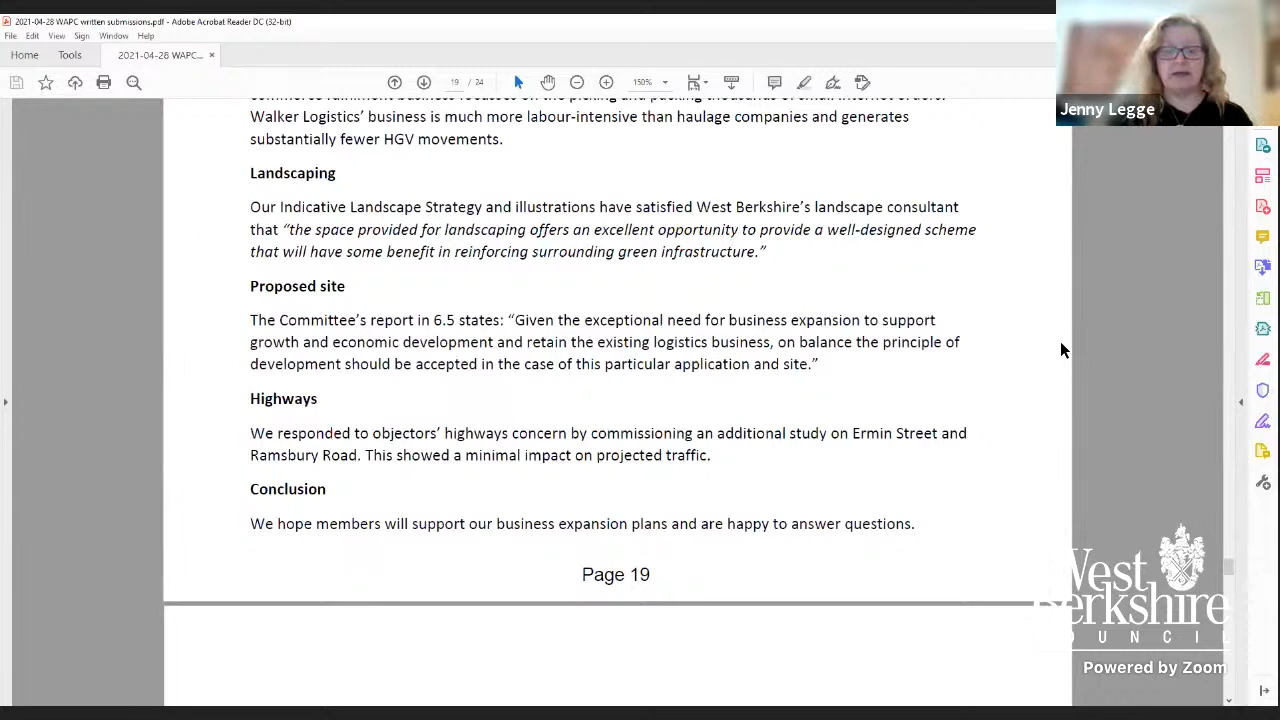 2021-04-28 WAPC written submissions.pdf - Adobe Acrobat Reader DC (32-bit)
File Edit View Sign Window Help
Home Tools 2021-04-28 WAPC... ×
19 / 24 150%
Jenny Legge
Walker Logistics' business is much more labour-intensive than haulage companies and generates
substantially fewer HGV movements.
Landscaping
Our Indicative Landscape Strategy and illustrations have satisfied West Berkshire's landscape consultant
that “the space provided for landscaping offers an excellent opportunity to provide a well-designed scheme
that will have some benefit in reinforcing surrounding green infrastructure.”
Proposed site
The Committee's report in 6.5 states: “Given the exceptional need for business expansion to support
growth and economic development and retain the existing logistics business, on balance the principle of
development should be accepted in the case of this particular application and site.”
Highways
We responded to objectors' highways concern by commissioning an additional study on Ermin Street and
Ramsbury Road. This showed a minimal impact on projected traffic.
Conclusion
We hope members will support our business expansion plans and are happy to answer questions.
Page 19
West
Berkshire
OUNCIL
Powered by Zoom